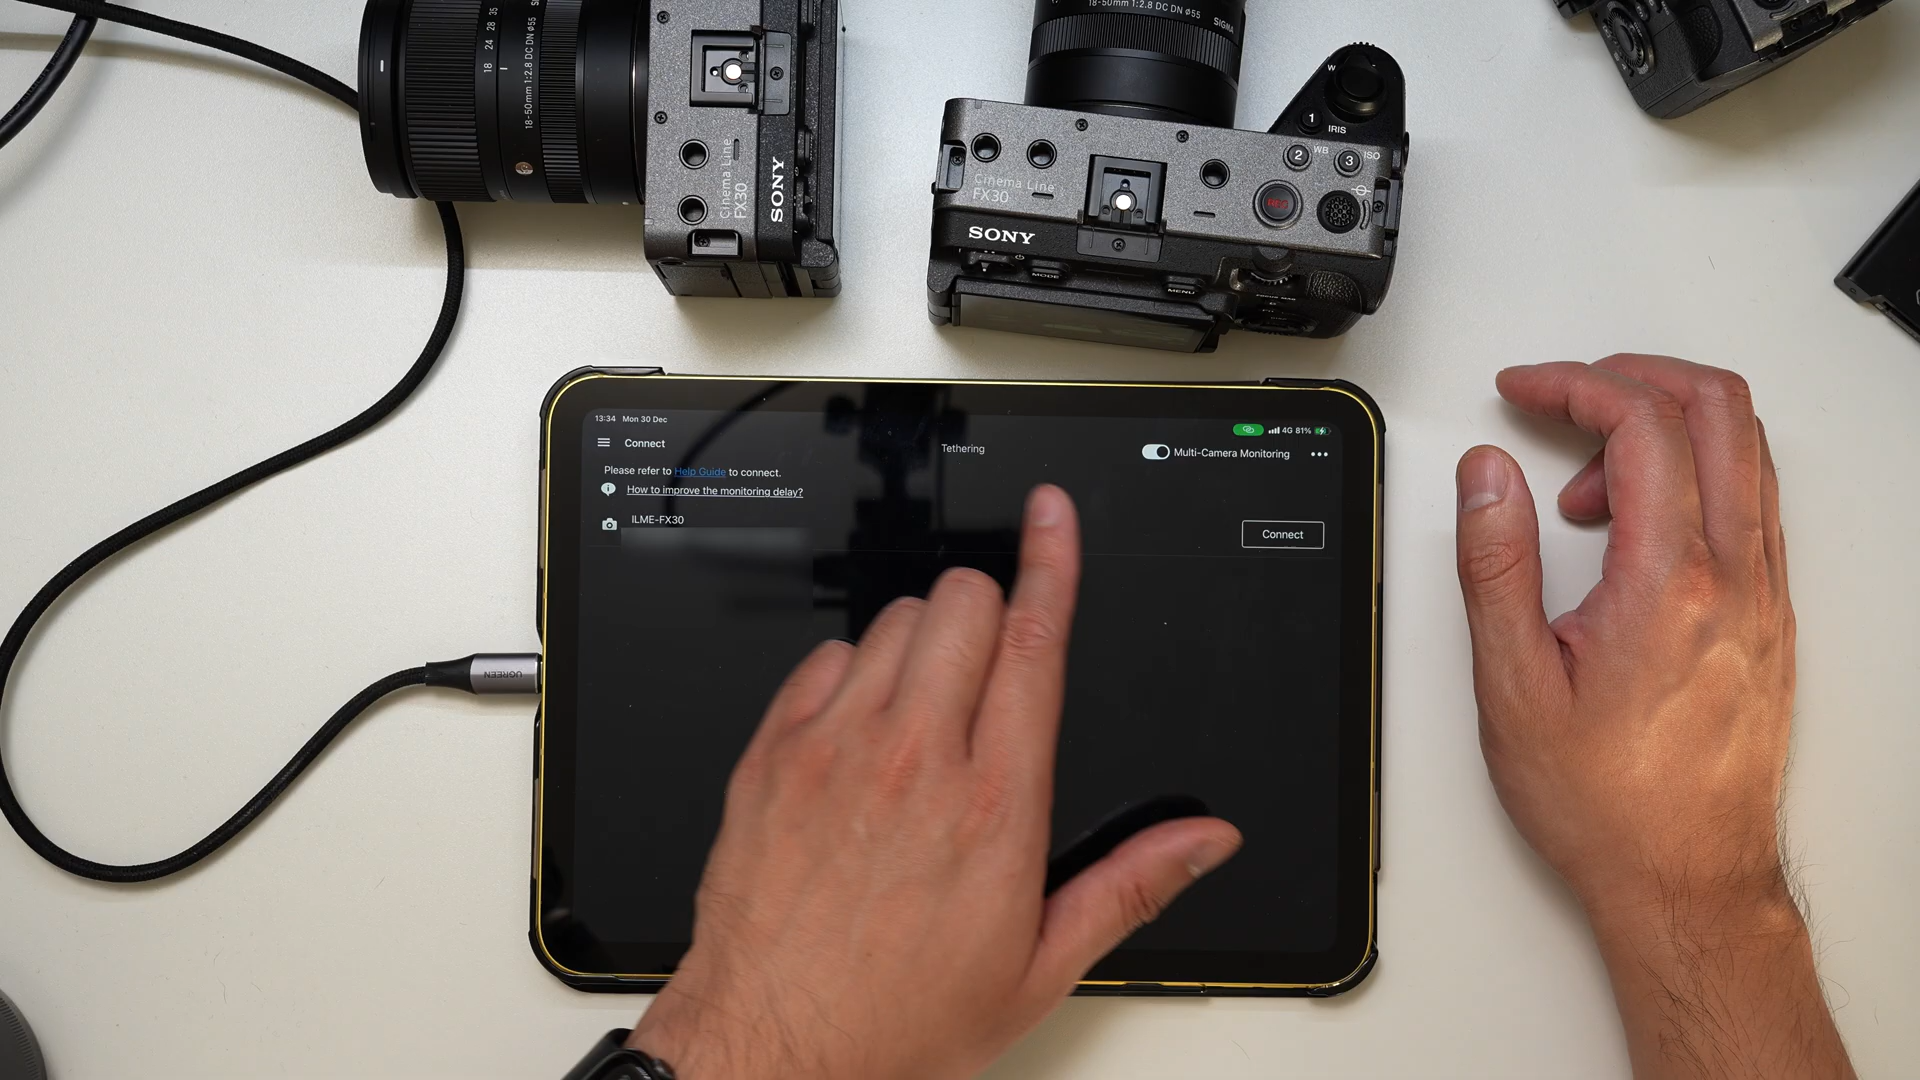 18 24 28 35
18-50mm 1:2.8 DC DN ø55
Cinema Line
FX30
SONY
18-50mm 1:2.8 DC DN ø55
SIGMA
W
1
IRIS
2
WB
3
ISO
REC
Cinema Line
FX30
SONY
MODE
MENU
13:34 Mon 30 Dec
4G 81%
Connect
Tethering
Multi-Camera Monitoring
Please refer to Help Guide to connect.
How to improve the monitoring delay?
ILME-FX30
Connect
UGREEN